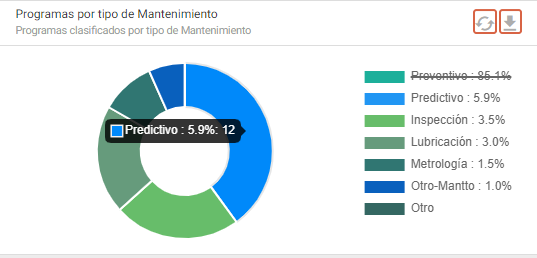 Programas por tipo de Mantenimiento
Programas clasificados por tipo de Mantenimiento
Preventivo : 85.1%
Predictivo : 5.9%
Predictivo : 5.9%: 12
Inspección : 3.5%
Lubricación : 3.0%
Metrología : 1.5%
Otro-Mantto : 1.0%
Otro